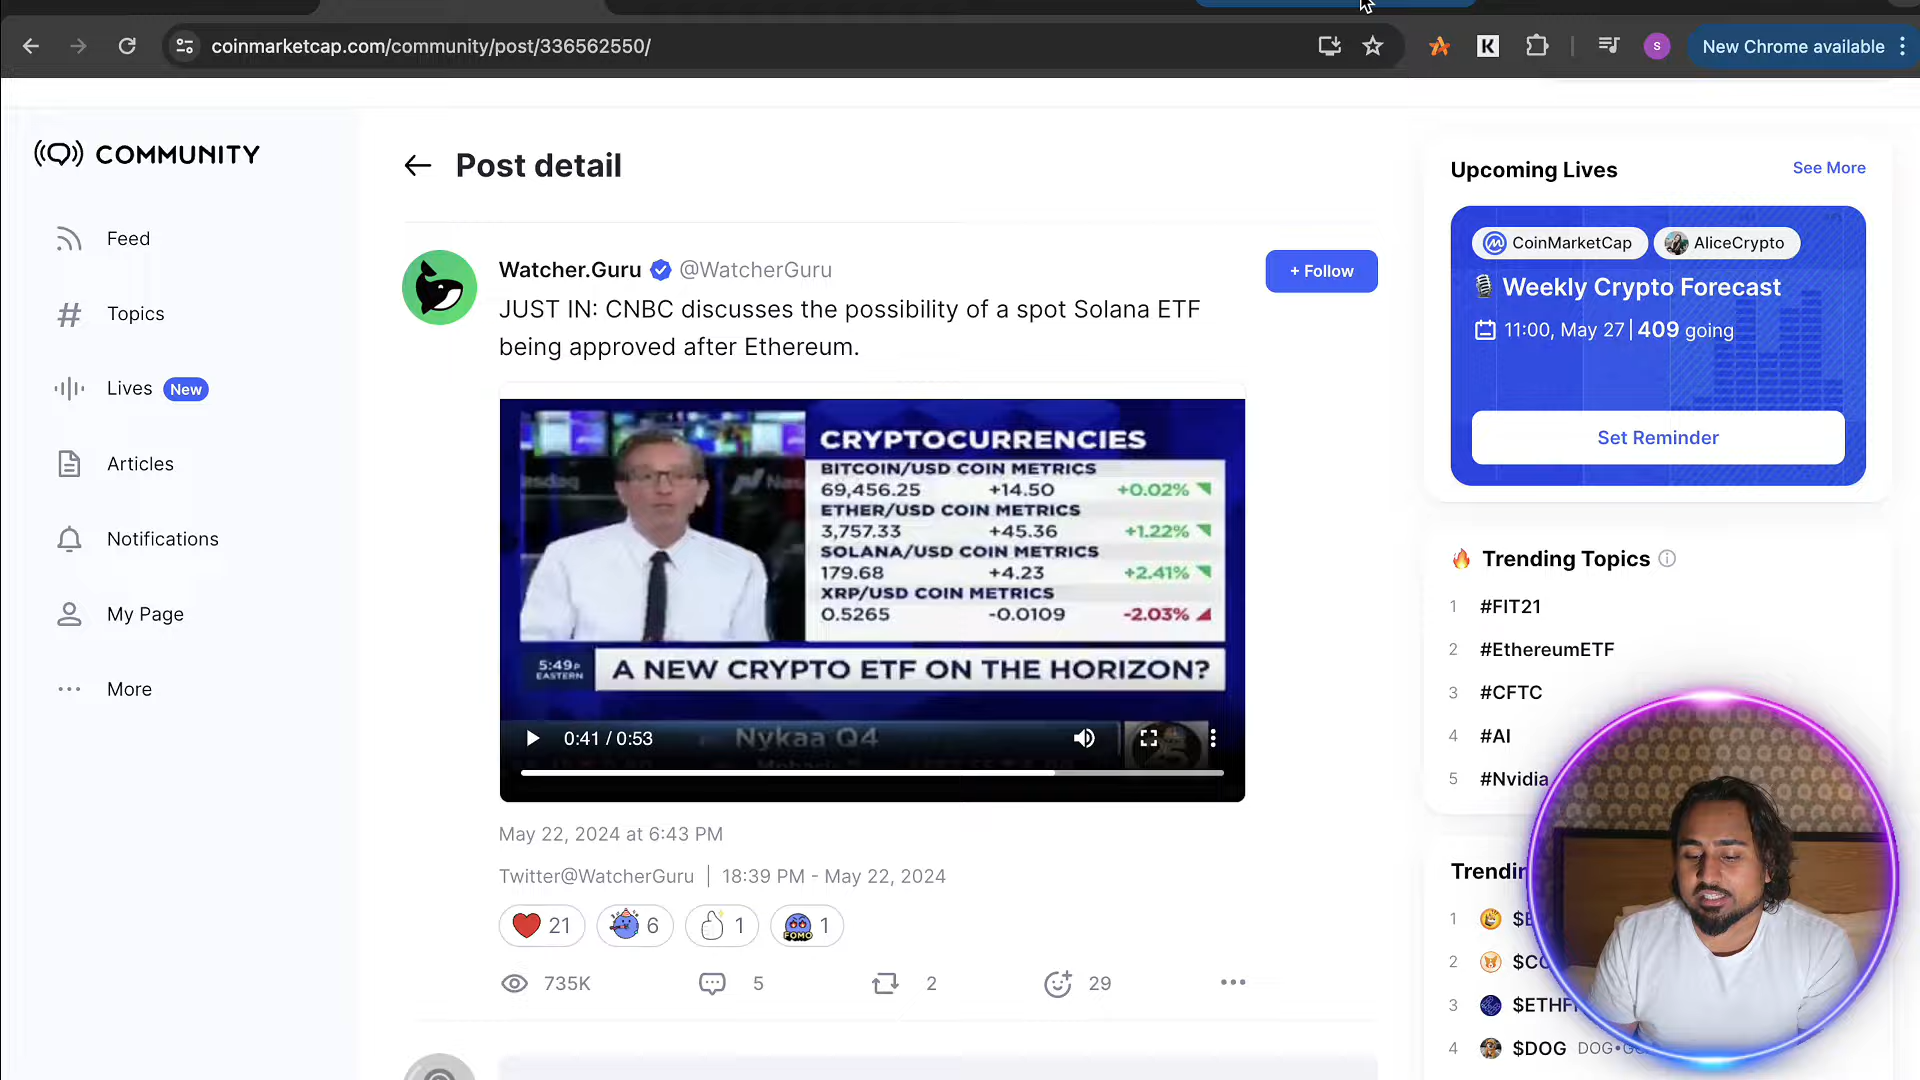 coinmarketcap.com/community/post/336562550/
K
S
New Chrome available
COMMUNITY
Feed
Topics
Lives New
Articles
Notifications
My Page
More
Post detail
Watcher.Guru @WatcherGuru
+ Follow
JUST IN: CNBC discusses the possibility of a spot Solana ETF
being approved after Ethereum.
CRYPTOCURRENCIES
BITCOIN/USD COIN METRICS
69,456.25 +14.50 +0.02%
ETHER/USD COIN METRICS
3,757.33 +45.36 +1.22%
SOLANA/USD COIN METRICS
179.68 +4.23 +2.41%
XRP/USD COIN METRICS
0.5265 -0.0109 -2.03%
5:49P
EASTERN
A NEW CRYPTO ETF ON THE HORIZON?
0:41 / 0:53
Nykaa Q4
May 22, 2024 at 6:43 PM
Twitter@WatcherGuru | 18:39 PM - May 22, 2024
21 6 1 FOMO 1
735K 5 2 29
Upcoming Lives See More
CoinMarketCap AliceCrypto
Weekly Crypto Forecast
11:00, May 27 | 409 going
Set Reminder
Trending Topics
1 #FIT21
2 #EthereumETF
3 #CFTC
4 #AI
5 #Nvidia
1
2
3
4 $DOG